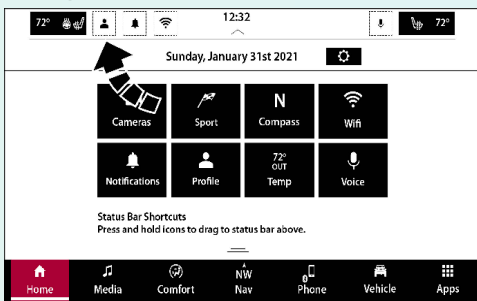 72° 12:32 72°
Sunday, January 31st 2021
Cameras Sport N Compass Wifi
Notifications Profile 72° OUT Temp Voice
Status Bar Shortcuts
Press and hold icons to drag to status bar above.
Home Media Comfort NW Nav 0 Phone Vehicle Apps